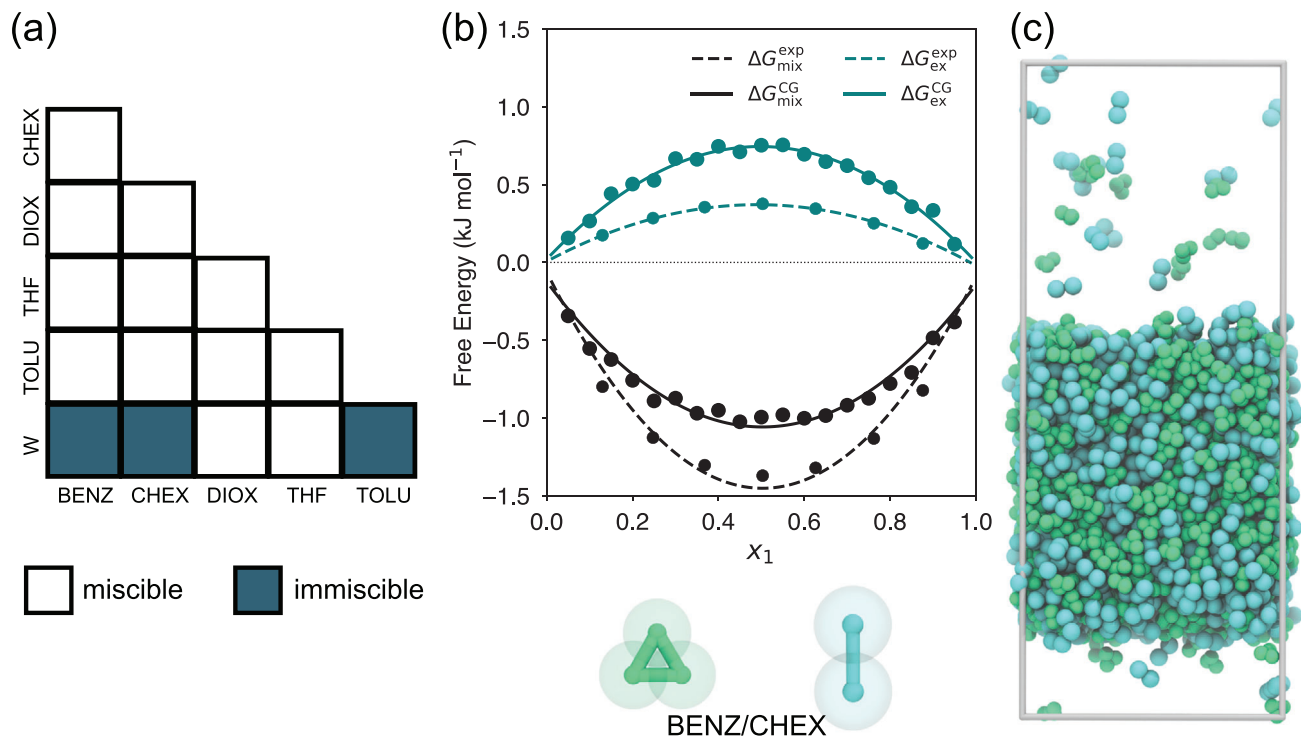 (a)
CHEX
DIOX
THF
TOLU
W
BENZ CHEX DIOX THF TOLU
miscible immiscible
(b)
1.5
1.0
0.5
0.0
−0.5
−1.0
−1.5
Free Energy (kJ mol⁻¹)
ΔG_mix^exp ΔG_ex^exp
ΔG_mix^CG ΔG_ex^CG
0.0 0.2 0.4 0.6 0.8 1.0
x₁
BENZ/CHEX
(c)